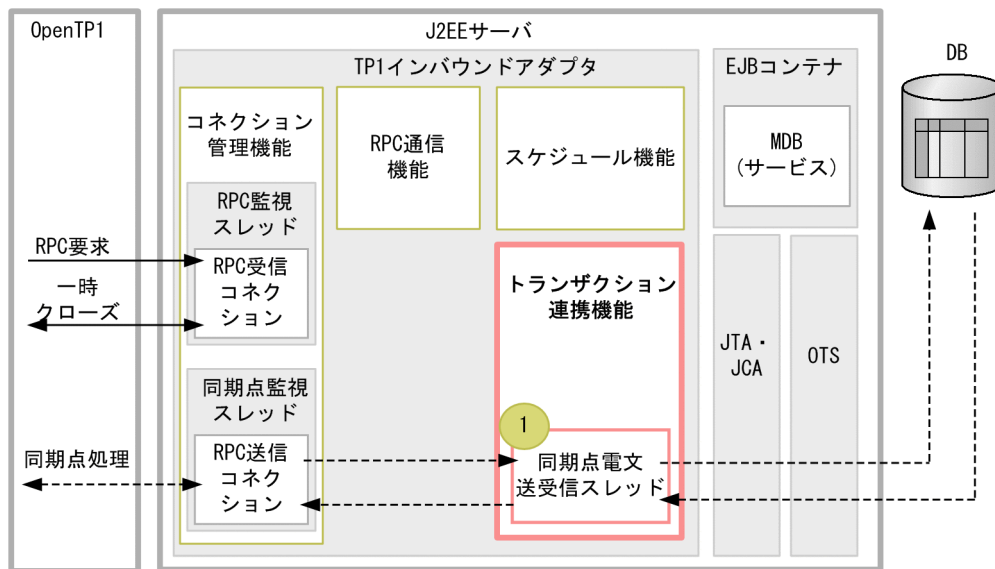 OpenTP1
J2EEサーバ
DB
TP1インバウンドアダプタ
EJBコンテナ
コネクション
管理機能
RPC通信
機能
スケジュール機能
MDB
(サービス)
RPC監視
スレッド
RPC要求
RPC受信
コネク
ション
一時
クローズ
トランザクション
連携機能
JTA・
JCA
OTS
同期点監視
スレッド
1
同期点処理
RPC送信
コネク
ション
同期点電文
送受信スレッド